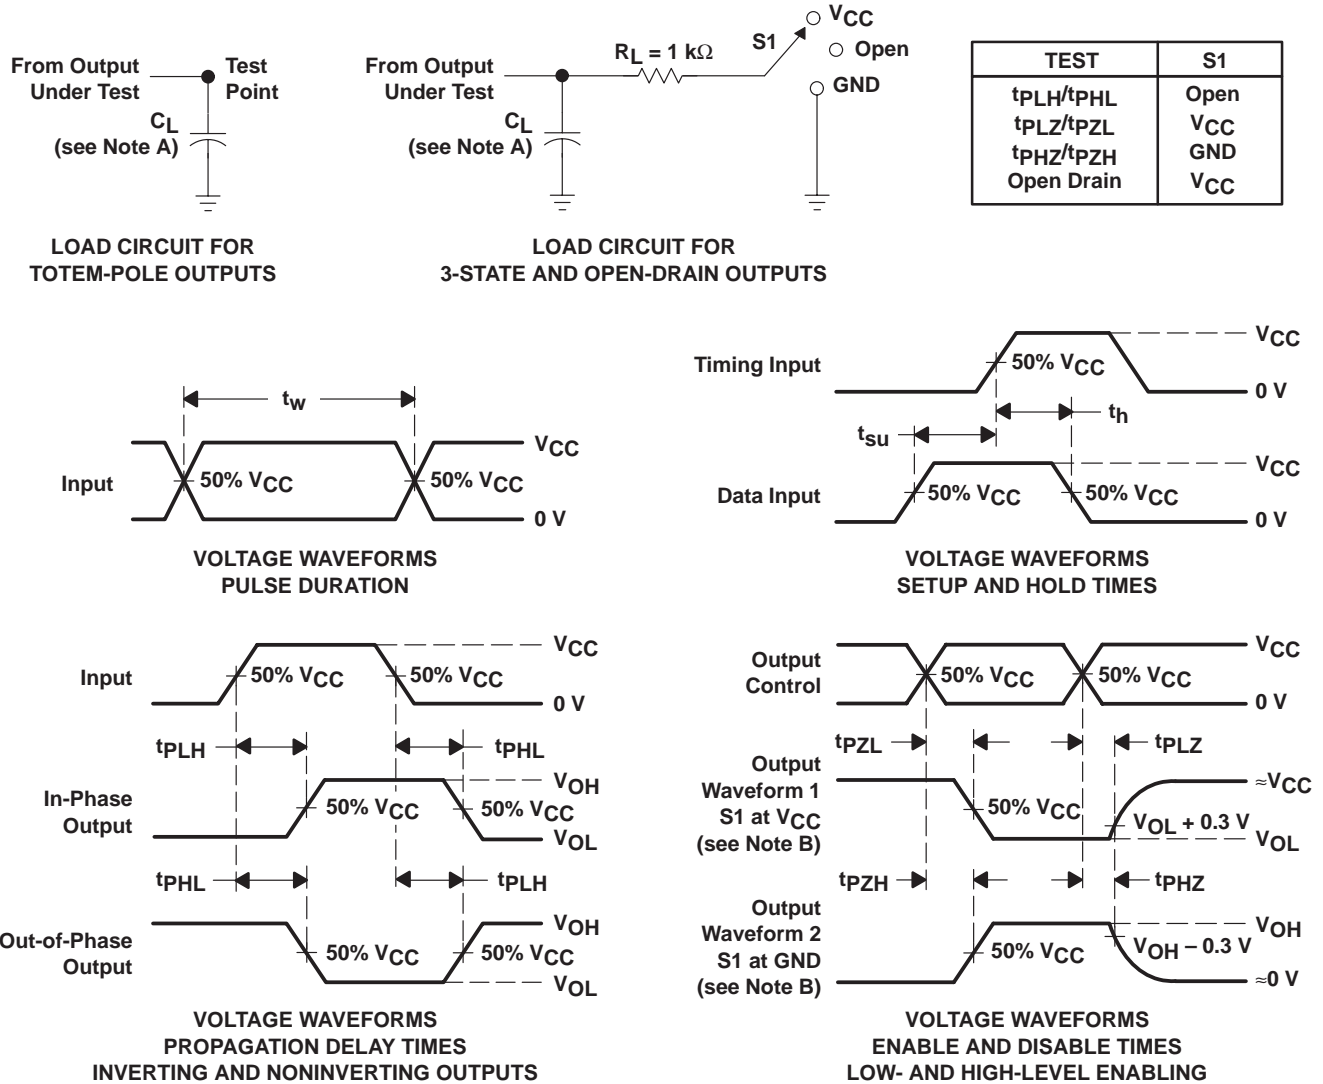 From Output
Under Test
Test
Point
CL
(see Note A)
LOAD CIRCUIT FOR
TOTEM-POLE OUTPUTS
From Output
Under Test
RL = 1 kΩ
S1
VCC
Open
GND
CL
(see Note A)
LOAD CIRCUIT FOR
3-STATE AND OPEN-DRAIN OUTPUTS
TEST S1
tPLH/tPHL Open
tPLZ/tPZL VCC
tPHZ/tPZH GND
Open Drain VCC
tw
Input
50% VCC
50% VCC
VCC
0 V
VOLTAGE WAVEFORMS
PULSE DURATION
Timing Input
50% VCC
VCC
0 V
th
tsu
Data Input
50% VCC
50% VCC
VCC
0 V
VOLTAGE WAVEFORMS
SETUP AND HOLD TIMES
Input
50% VCC
50% VCC
VCC
0 V
tPLH
tPHL
In-Phase
Output
50% VCC
50% VCC
VOH
VOL
tPHL
tPLH
Out-of-Phase
Output
50% VCC
50% VCC
VOH
VOL
VOLTAGE WAVEFORMS
PROPAGATION DELAY TIMES
INVERTING AND NONINVERTING OUTPUTS
Output
Control
50% VCC
50% VCC
VCC
0 V
tPZL
tPLZ
Output
Waveform 1
S1 at VCC
(see Note B)
50% VCC
VOL + 0.3 V
≈VCC
VOL
tPZH
tPHZ
Output
Waveform 2
S1 at GND
(see Note B)
50% VCC
VOH − 0.3 V
VOH
≈0 V
VOLTAGE WAVEFORMS
ENABLE AND DISABLE TIMES
LOW- AND HIGH-LEVEL ENABLING